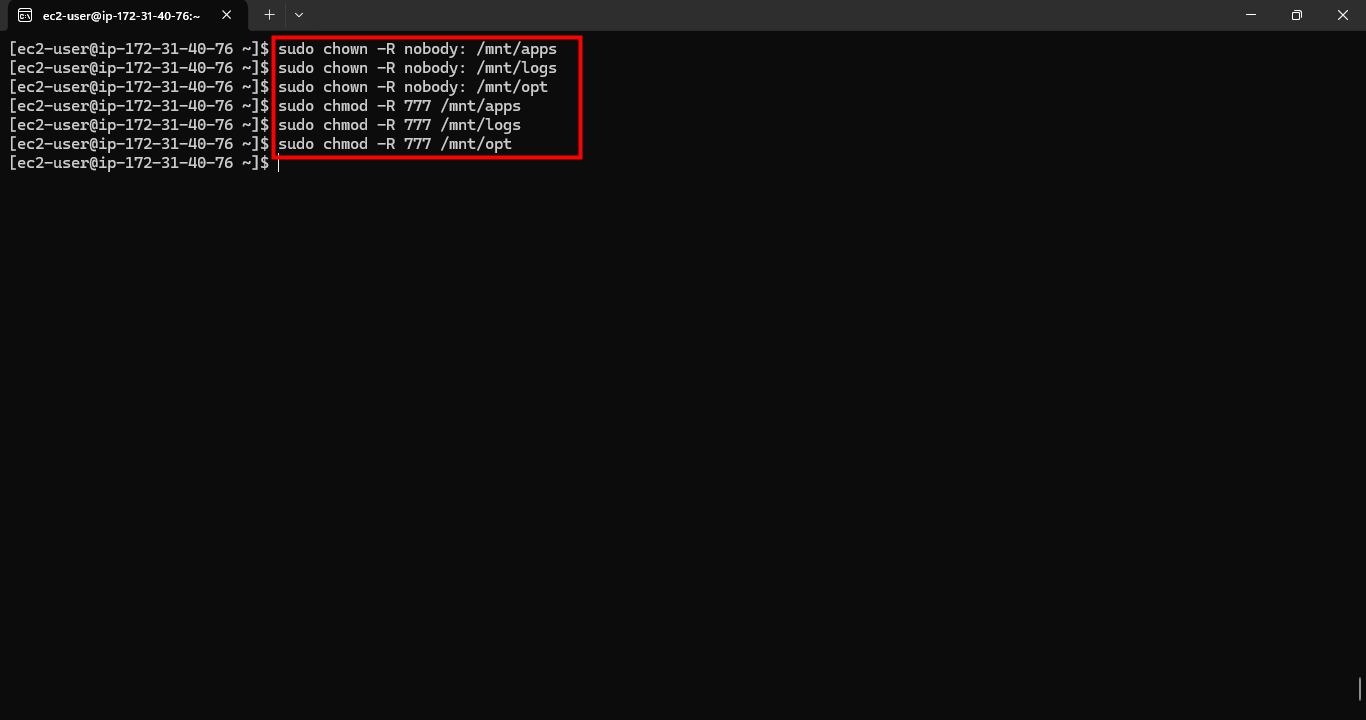 ec2-user@ip-172-31-40-76:~
[ec2-user@ip-172-31-40-76 ~]$ sudo chown -R nobody: /mnt/apps
[ec2-user@ip-172-31-40-76 ~]$ sudo chown -R nobody: /mnt/logs
[ec2-user@ip-172-31-40-76 ~]$ sudo chown -R nobody: /mnt/opt
[ec2-user@ip-172-31-40-76 ~]$ sudo chmod -R 777 /mnt/apps
[ec2-user@ip-172-31-40-76 ~]$ sudo chmod -R 777 /mnt/logs
[ec2-user@ip-172-31-40-76 ~]$ sudo chmod -R 777 /mnt/opt
[ec2-user@ip-172-31-40-76 ~]$